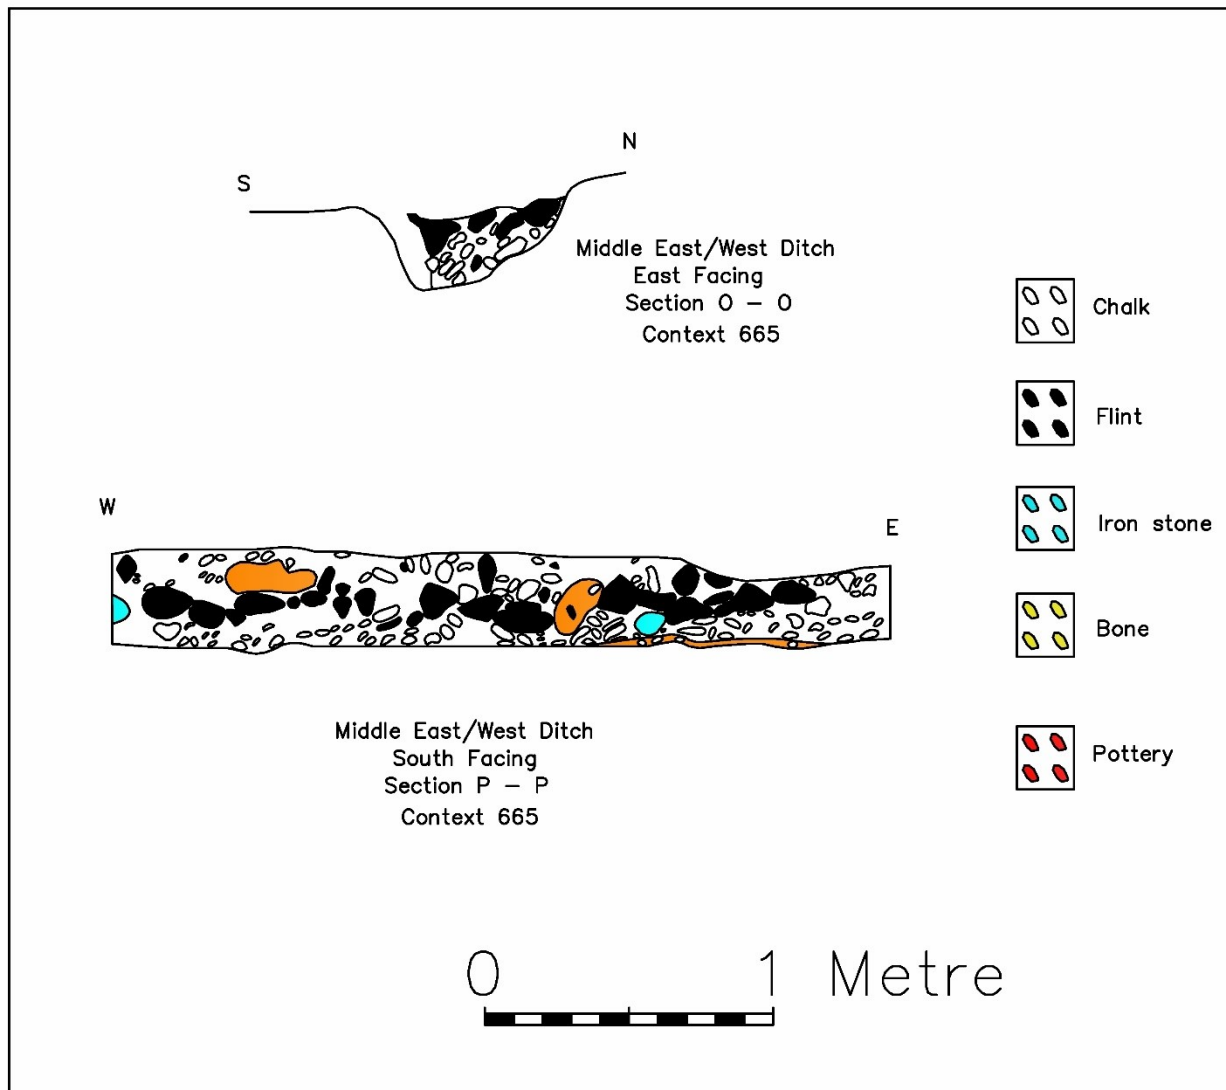 N
S
Middle East/West Ditch
East Facing
Section O - O
Context 665
Chalk
Flint
Iron stone
Bone
Pottery
W
E
Middle East/West Ditch
South Facing
Section P - P
Context 665
0 1 Metre